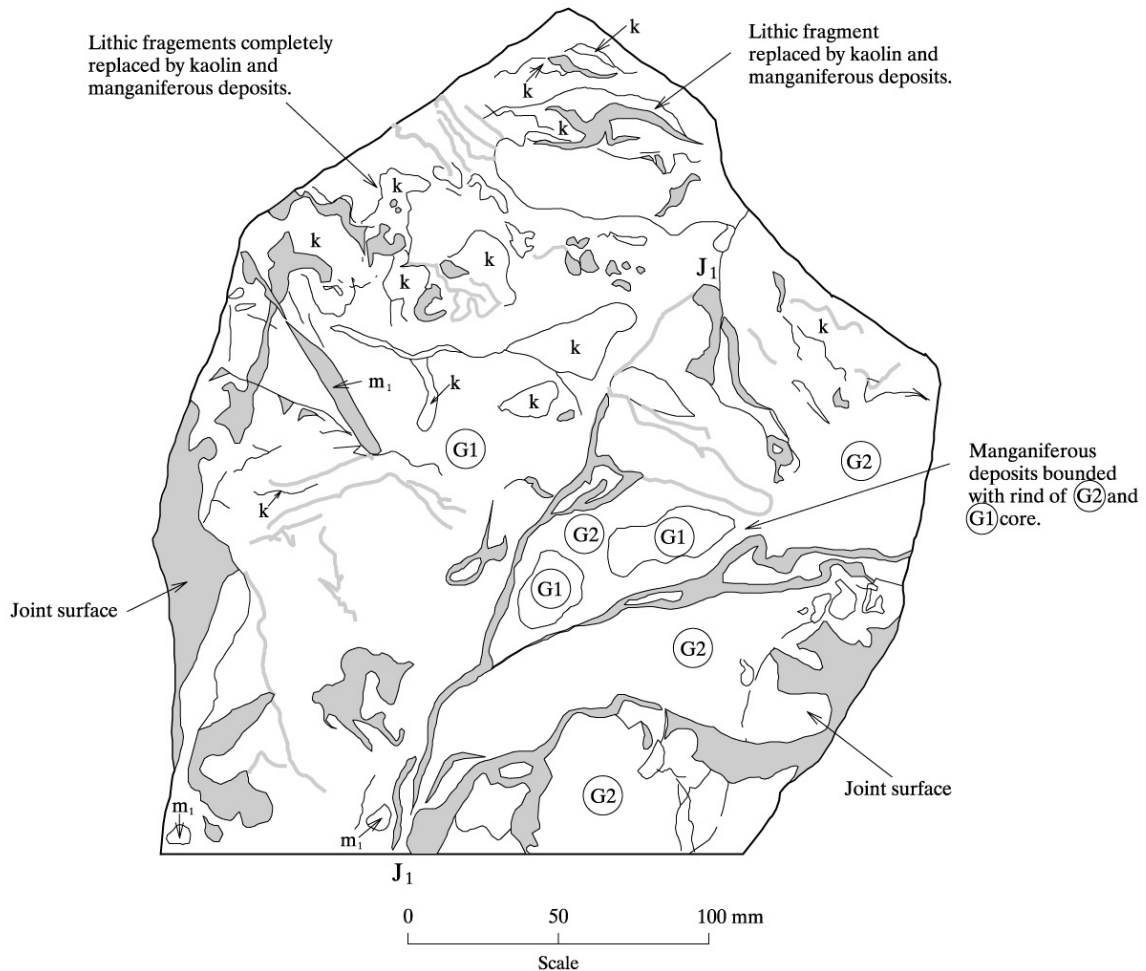 k
Lithic fragements completely
replaced by kaolin and
manganiferous deposits.
Lithic fragment
replaced by kaolin and
manganiferous deposits.
k
k
k
k
k
k
J1
k
k
m1
k
k
G1
G2
Manganiferous
deposits bounded
with rind of G2 and
G1 core.
k
G2
G1
G1
Joint surface
G2
Joint surface
G2
m1
m1
J1
0 50 100 mm
Scale